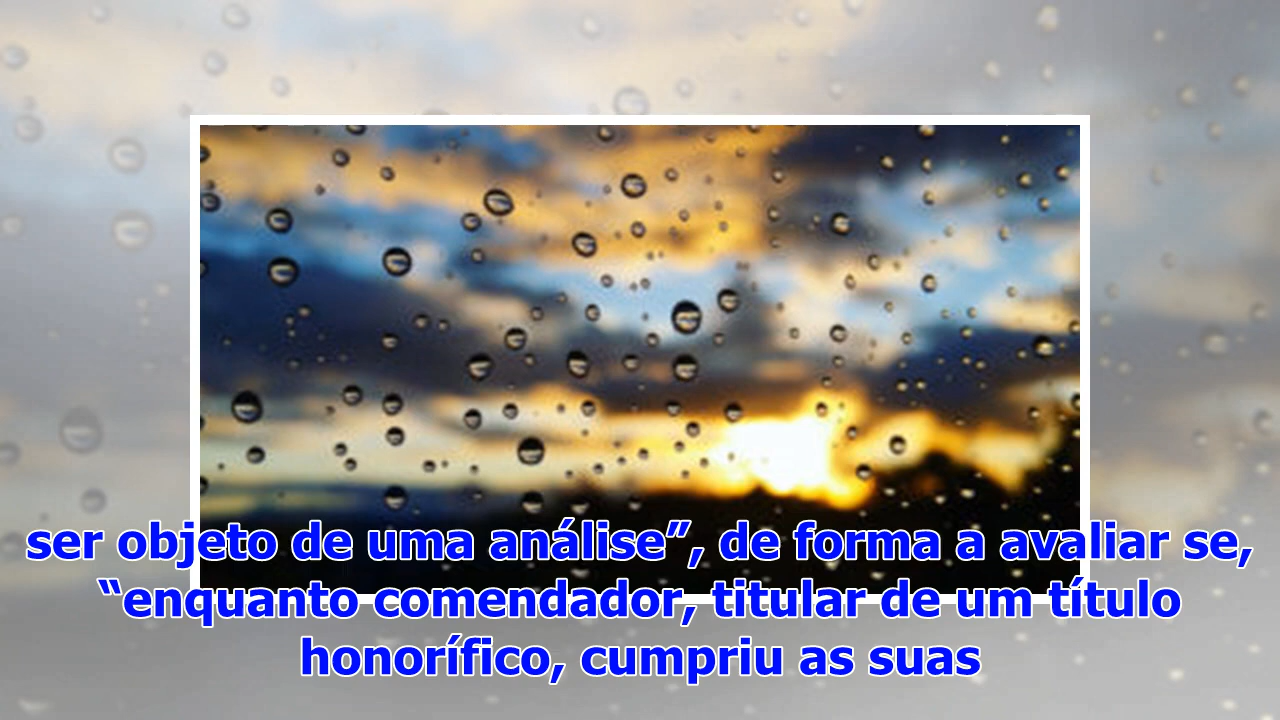 ser objeto de uma análise”, de forma a avaliar se,
“enquanto comendador, titular de um título
honorífico, cumpriu as suas